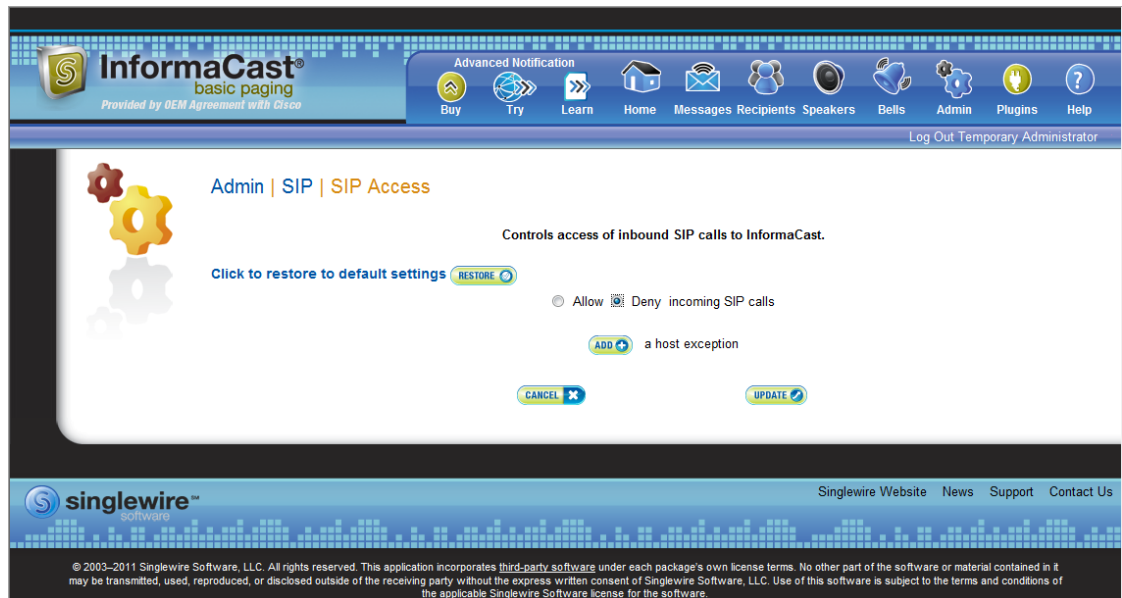 InformaCast®
basic paging
Provided by OEM Agreement with Cisco
Advanced Notification
Buy Try Learn Home Messages Recipients Speakers Bells Admin Plugins Help
Log Out Temporary Administrator
Admin | SIP | SIP Access
Controls access of inbound SIP calls to InformaCast.
Click to restore to default settings RESTORE
Allow Deny incoming SIP calls
ADD a host exception
CANCEL UPDATE
singlewire℠
software
Singlewire Website News Support Contact Us
© 2003–2011 Singlewire Software, LLC. All rights reserved. This application incorporates third-party software under each package's own license terms. No other part of the software or material contained in it
may be transmitted, used, reproduced, or disclosed outside of the receiving party without the express written consent of Singlewire Software, LLC. Use of this software is subject to the terms and conditions of
the applicable Singlewire Software license for the software.